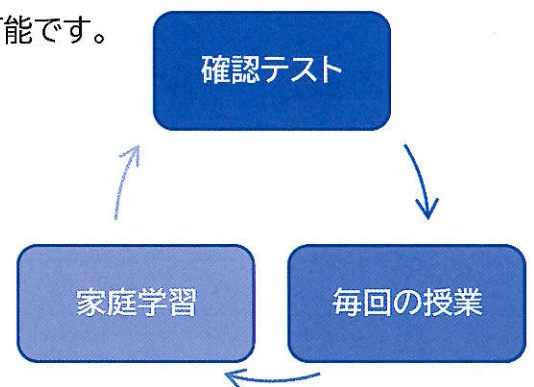 能です。
確認テスト
家庭学習
毎回の授業